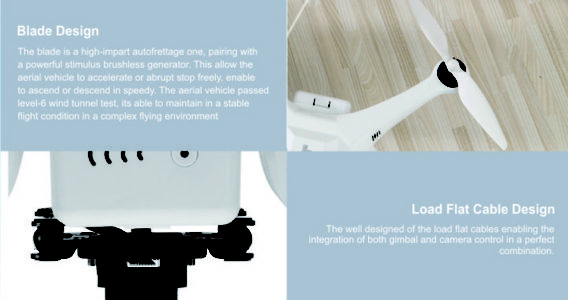 Blade Design
The blade is a high-impart autofrettage one, pairing with
a powerful stimulus brushless generator. This allow the
aerial vehicle to accelerate or abrupt stop freely, enable
to ascend or descend in speedy. The aerial vehicle passed
level-6 wind tunnel test, its able to maintain in a stable
flight condition in a complex flying environment
Load Flat Cable Design
The well designed of the load flat cables enabling the
integration of both gimbal and camera control in a perfect
combination.